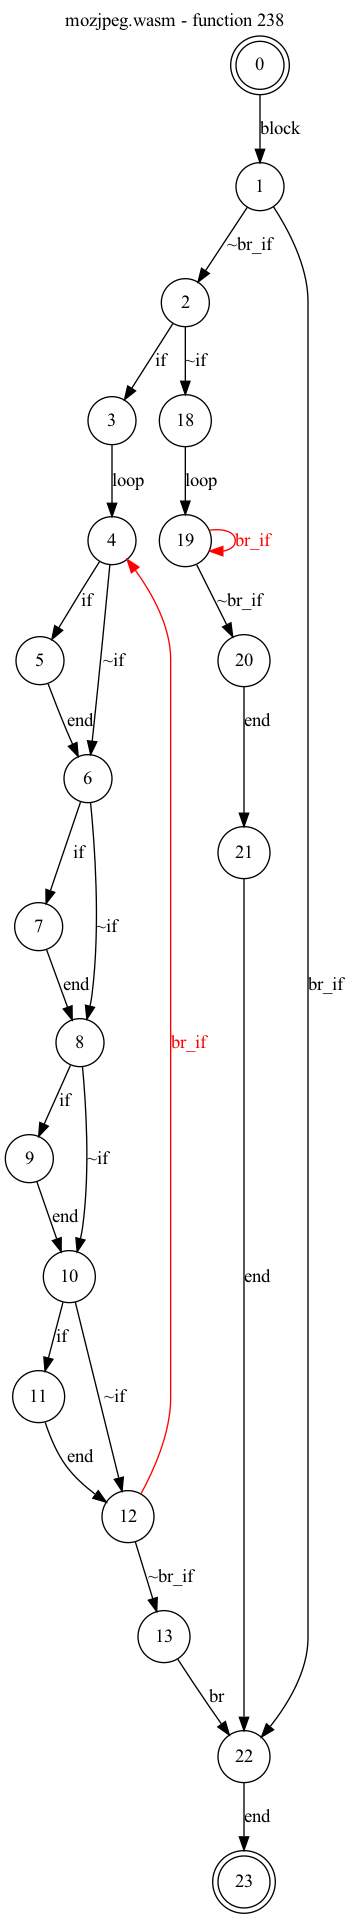 mozjpeg.wasm - function 238
0
block
1
~br_if
2
if
~if
3
18
loop
loop
4
19
br_if
if
~if
~br_if
5
20
end
end
6
if
~if
21
7
end
br_if
8
br_if
if
~if
9
end
10
end
if
~if
11
end
12
~br_if
13
br
22
end
23